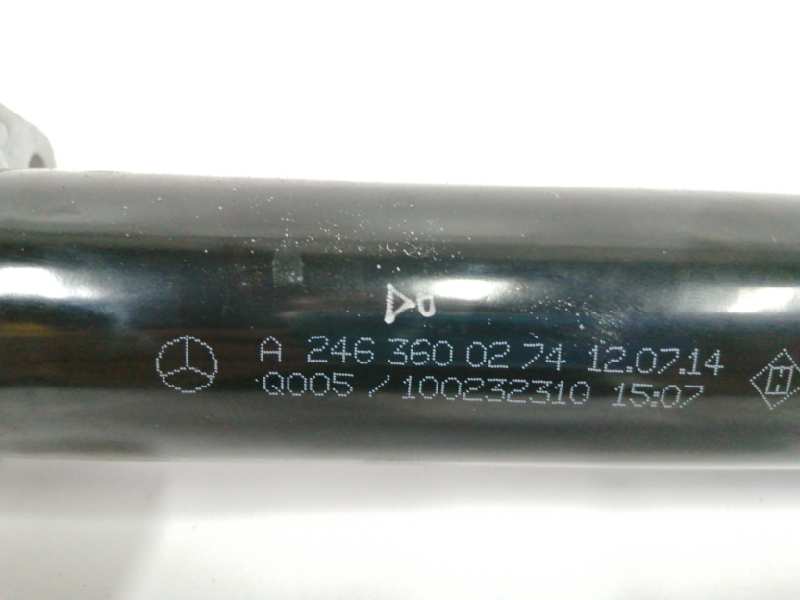 A 246 360 02 74 12.07.14
Q005 / 100232310 15:07
H